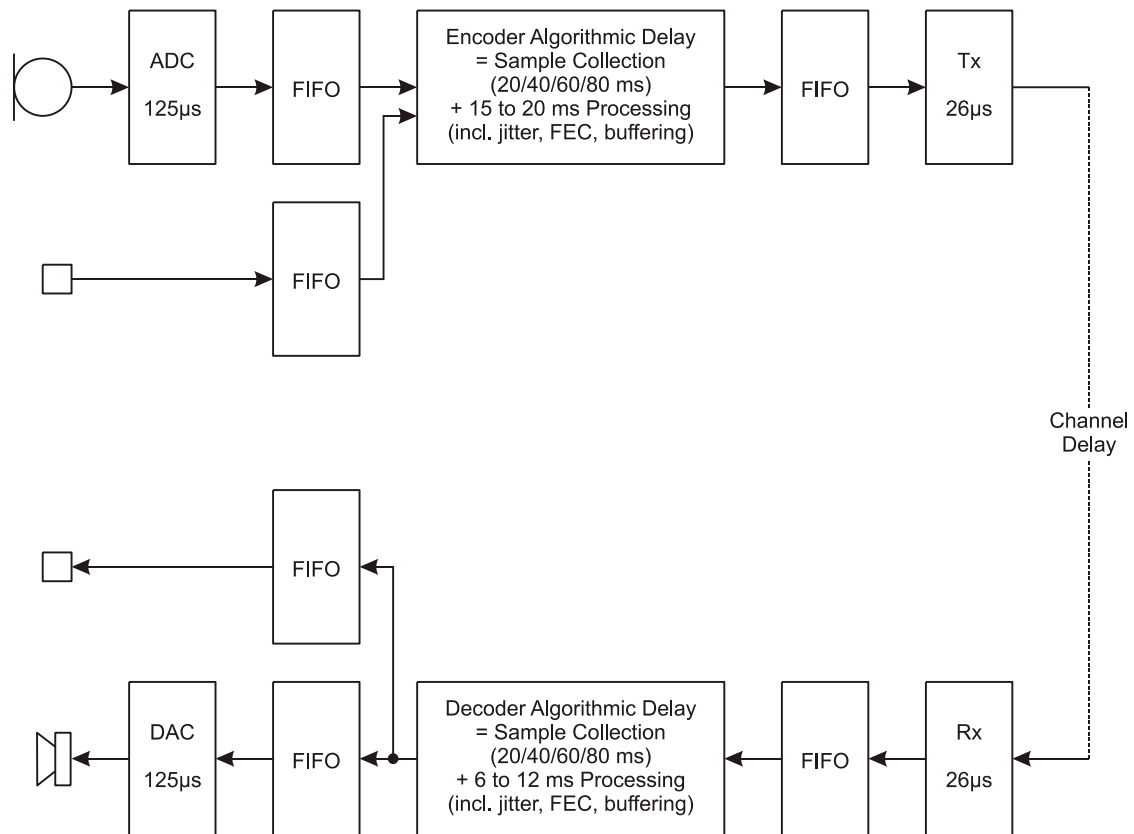 ADC
125µs
FIFO
Encoder Algorithmic Delay
= Sample Collection
(20/40/60/80 ms)
+ 15 to 20 ms Processing
(incl. jitter, FEC, buffering)
FIFO
Tx
26µs
FIFO
Channel
Delay
FIFO
DAC
125µs
FIFO
Decoder Algorithmic Delay
= Sample Collection
(20/40/60/80 ms)
+ 6 to 12 ms Processing
(incl. jitter, FEC, buffering)
FIFO
Rx
26µs